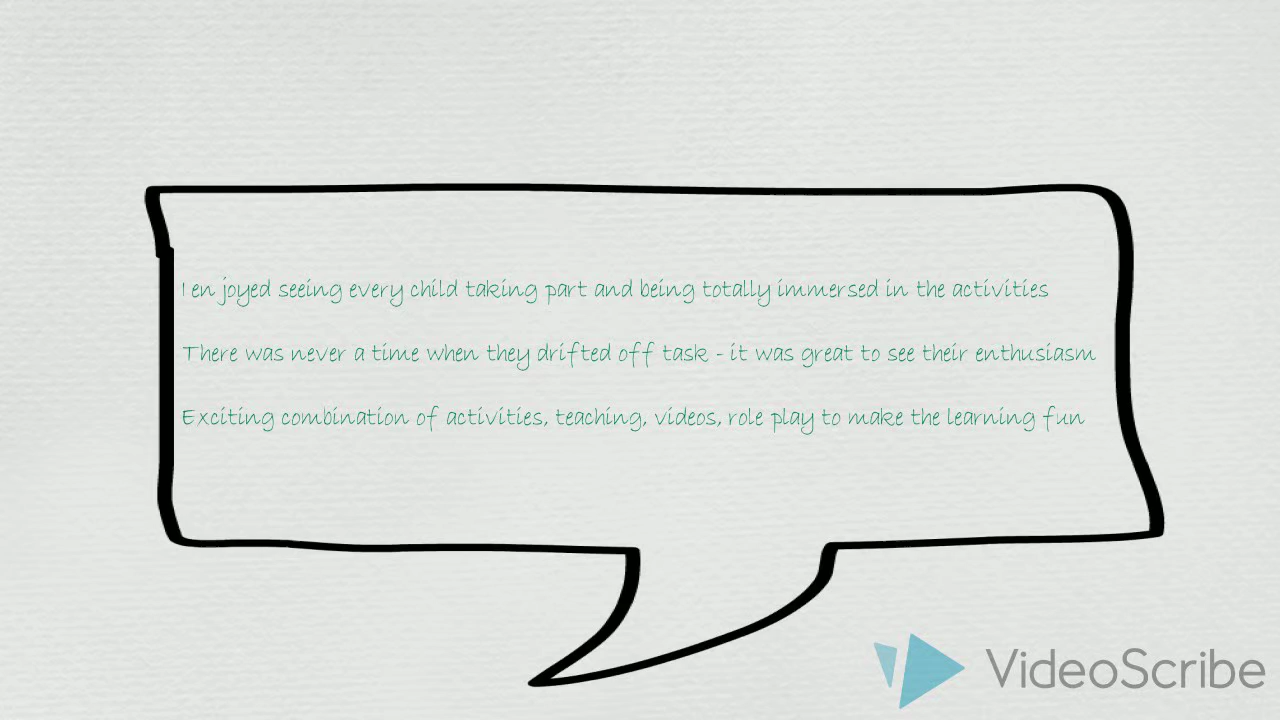 I enjoyed seeing every child taking part and being totally immersed in the activities
There was never a time when they drifted off task - it was great to see their enthusiasm
Exciting combination of activities, teaching, videos, role play to make the learning fun
VideoScribe